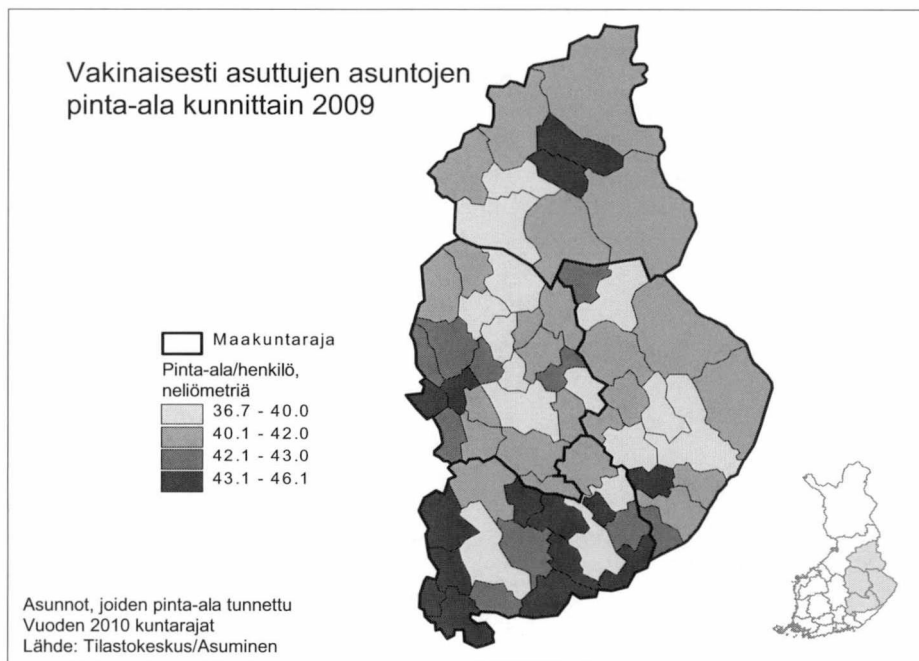 Vakinaisesti asuttujen asuntojen
pinta-ala kunnittain 2009
Maakuntaraja
Pinta-ala/henkilö,
neliömetriä
36.7 - 40.0
40.1 - 42.0
42.1 - 43.0
43.1 - 46.1
Asunnot, joiden pinta-ala tunnettu
Vuoden 2010 kuntarajat
Lähde: Tilastokeskus/Asuminen